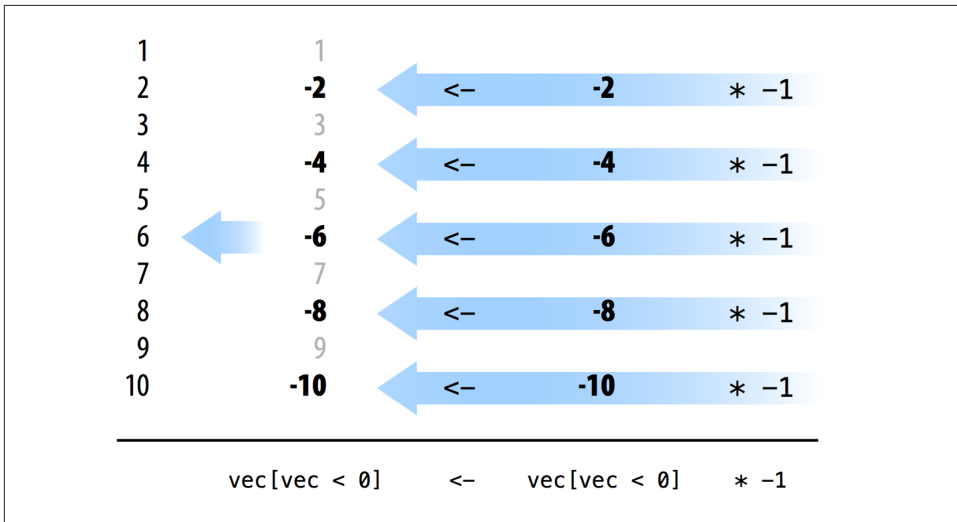 1 1
2 -2 <- -2 * -1
3 3
4 -4 <- -4 * -1
5 5
6 -6 <- -6 * -1
7 7
8 -8 <- -8 * -1
9 9
10 -10 <- -10 * -1
vec[vec < 0] <- vec[vec < 0] * -1